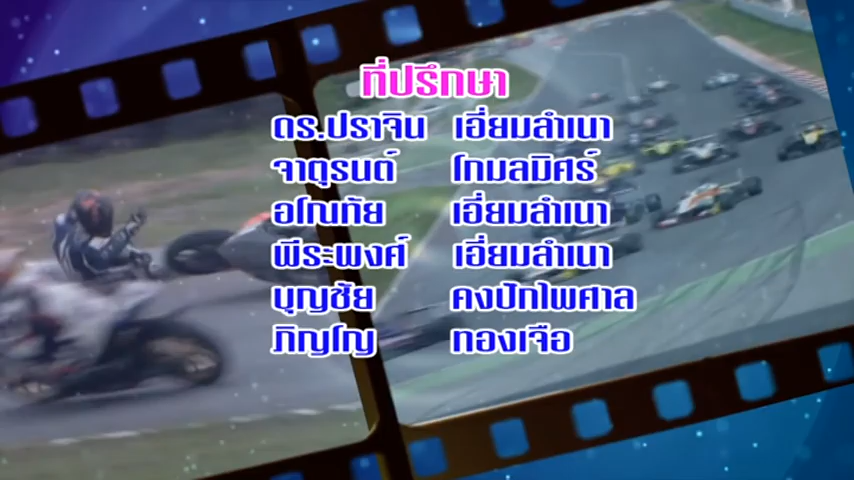 ที่ปรึกษา
ดร.ปราจิน เอี่ยมลำเนา
จาตุรนต์ โกมลมิศร์
อโณทัย เอี่ยมลำเนา
พีระพงศ์ เอี่ยมลำเนา
บุญชัย คงปักไพศาล
ภิญโญ ทองเจือ